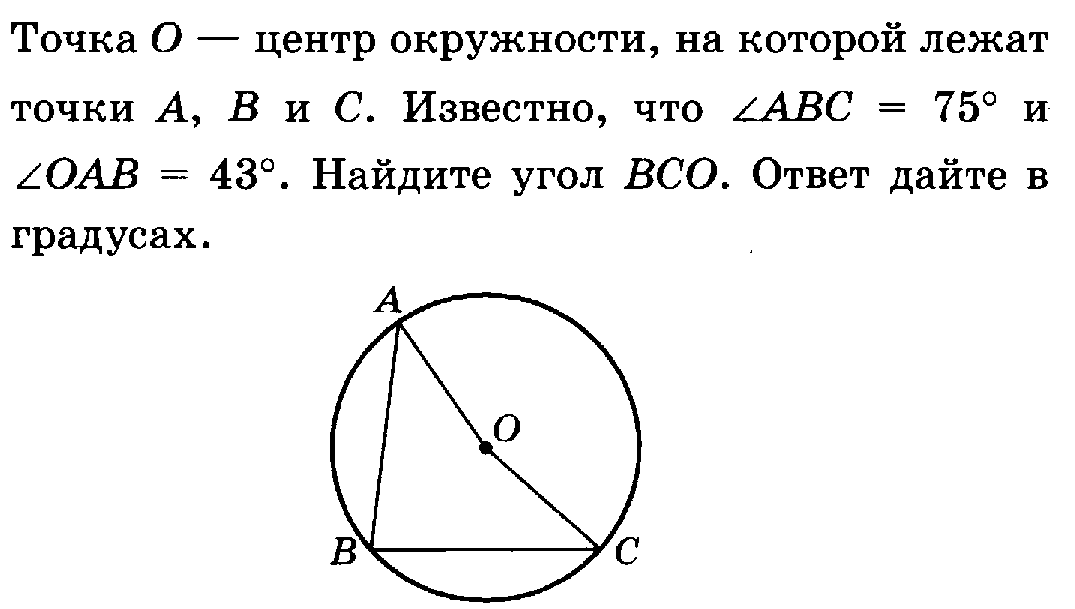 Точка O — центр окружности, на которой лежат
точки A, B и C. Известно, что ∠ABC = 75° и
∠OAB = 43°. Найдите угол BCO. Ответ дайте в
градусах.
A
O
B
C